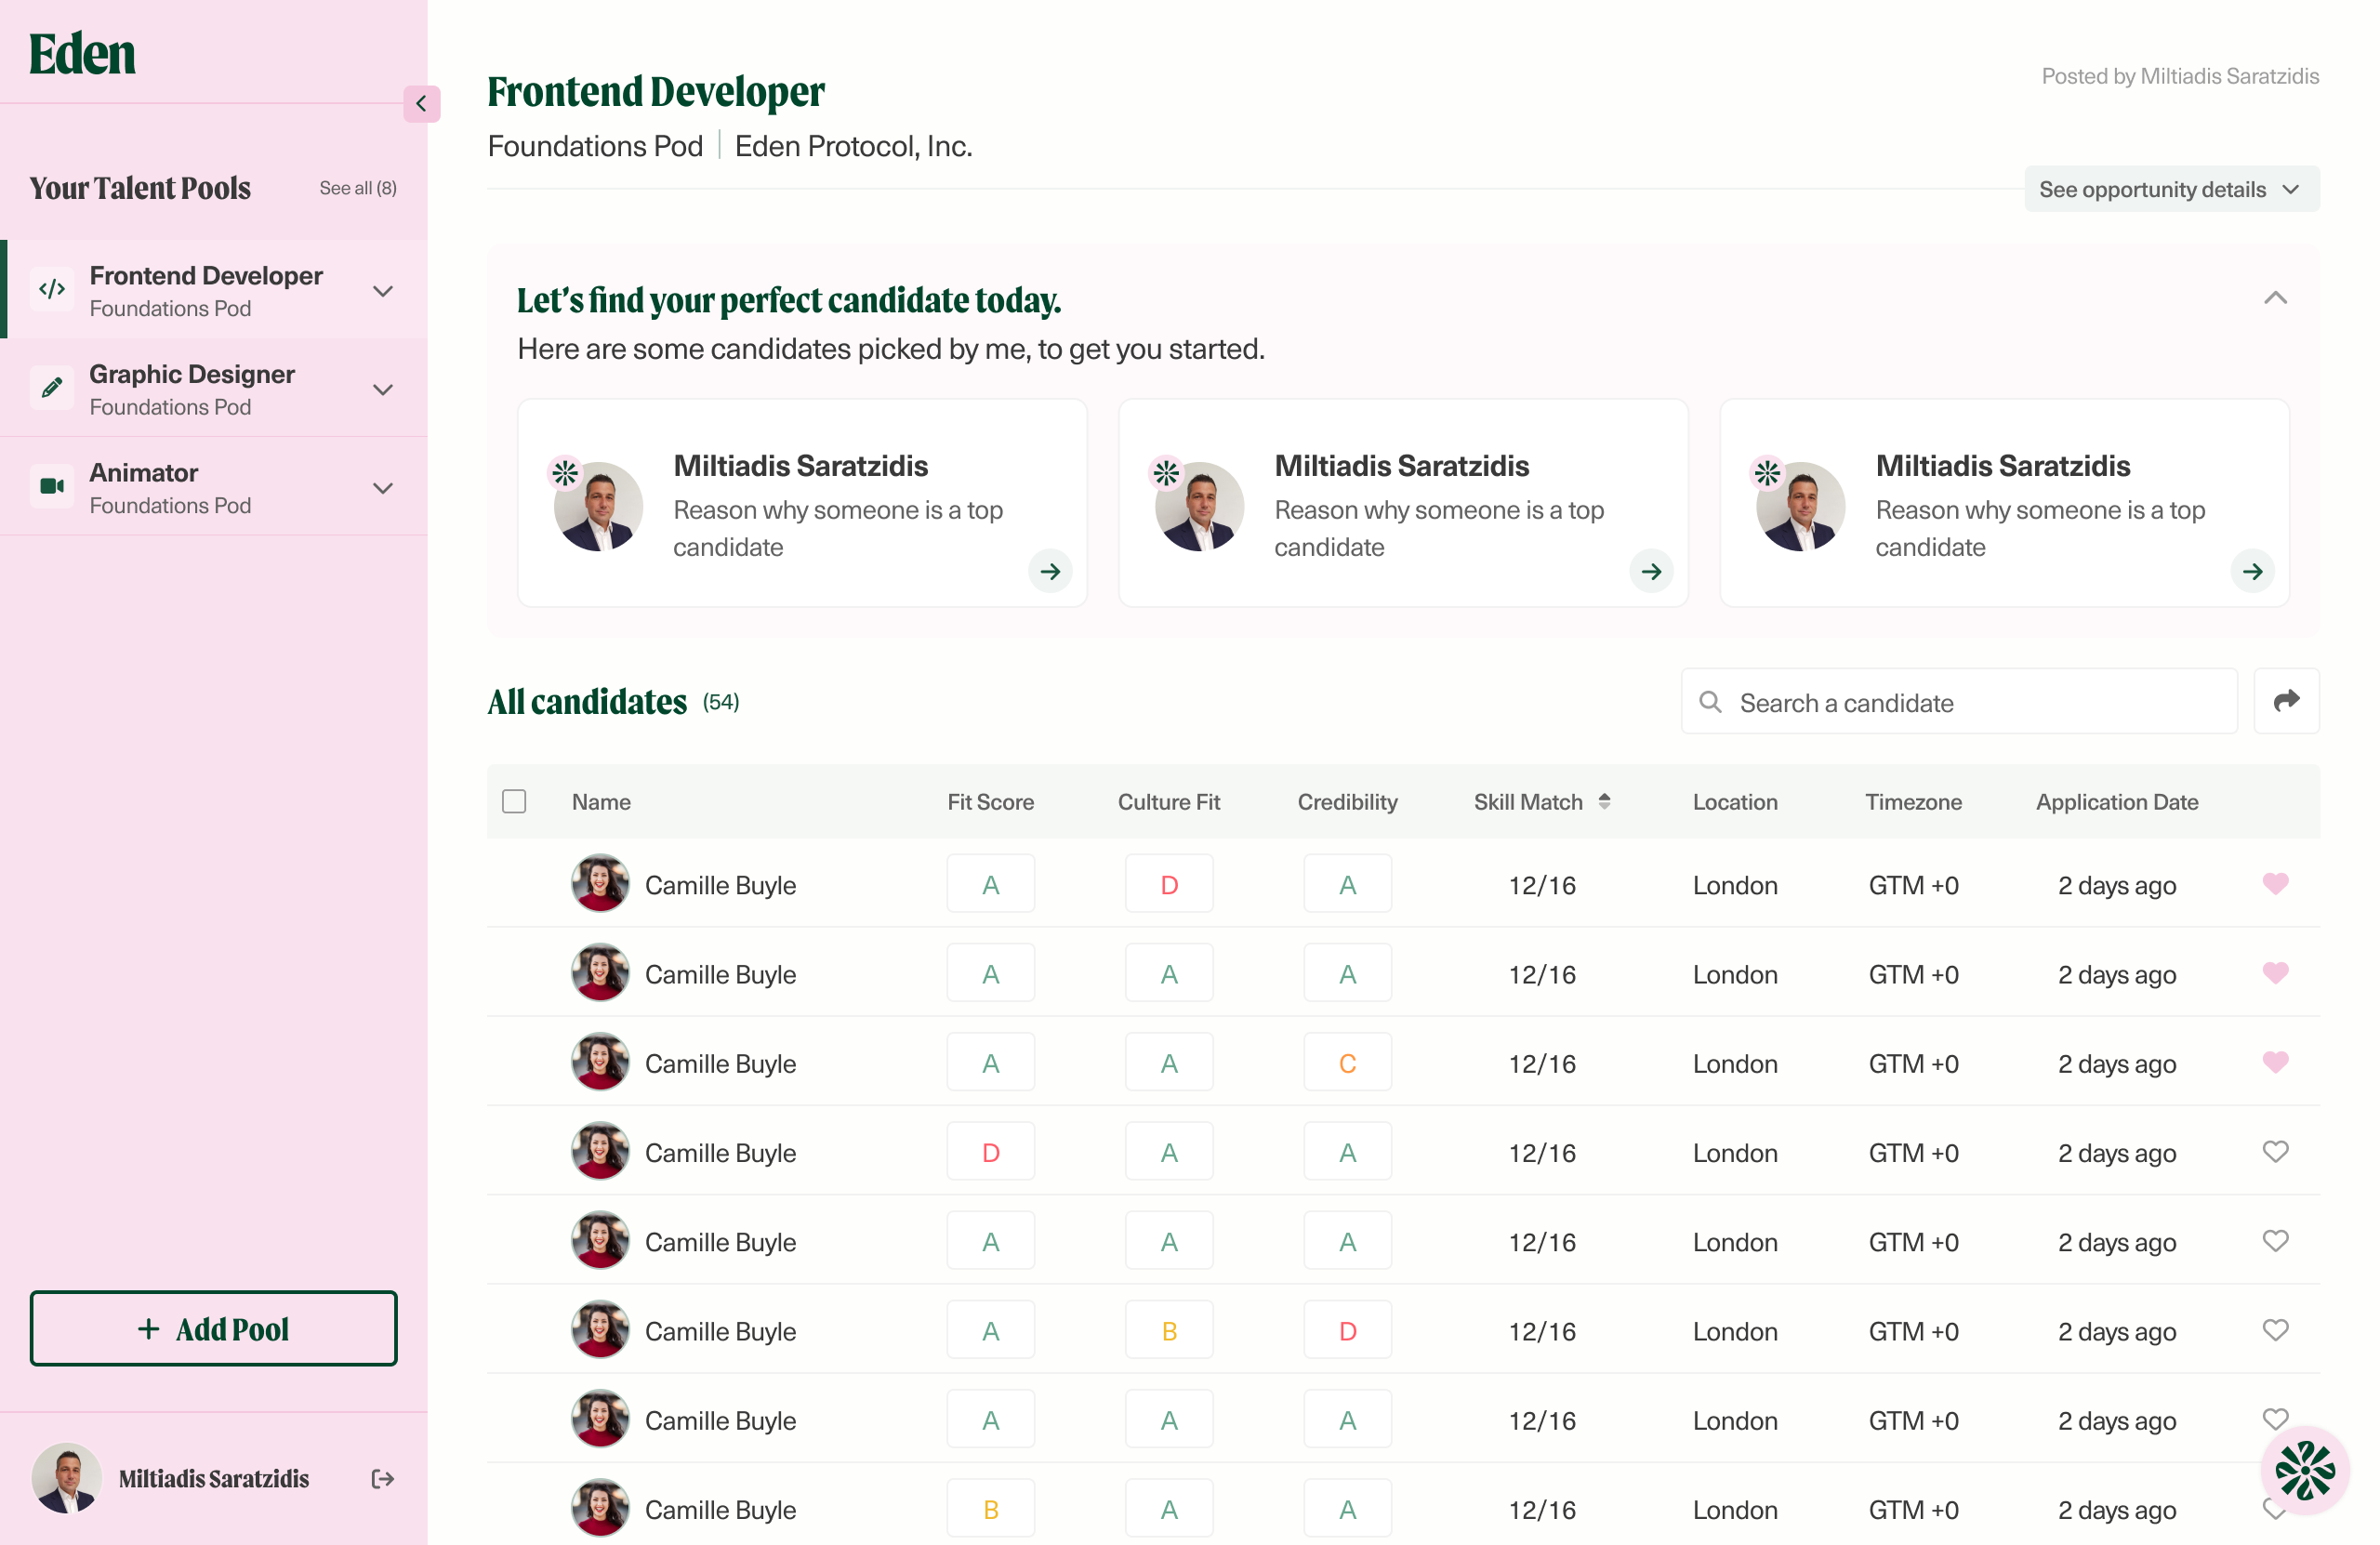 Eden
Your Talent Pools See all (8)
Frontend Developer
Foundations Pod
Graphic Designer
Foundations Pod
Animator
Foundations Pod
+ Add Pool
Miltiadis Saratzidis
Frontend Developer
Posted by Miltiadis Saratzidis
Foundations Pod | Eden Protocol, Inc.
See opportunity details
Let's find your perfect candidate today.
Here are some candidates picked by me, to get you started.
Miltiadis Saratzidis
Reason why someone is a top
candidate
Miltiadis Saratzidis
Reason why someone is a top
candidate
Miltiadis Saratzidis
Reason why someone is a top
candidate
All candidates (54)
Search a candidate
Name Fit Score Culture Fit Credibility Skill Match Location Timezone Application Date
Camille Buyle A D A 12/16 London GTM +0 2 days ago
Camille Buyle A A A 12/16 London GTM +0 2 days ago
Camille Buyle A A C 12/16 London GTM +0 2 days ago
Camille Buyle D A A 12/16 London GTM +0 2 days ago
Camille Buyle A A A 12/16 London GTM +0 2 days ago
Camille Buyle A B D 12/16 London GTM +0 2 days ago
Camille Buyle A A A 12/16 London GTM +0 2 days ago
Camille Buyle B A A 12/16 London GTM +0 2 days ago